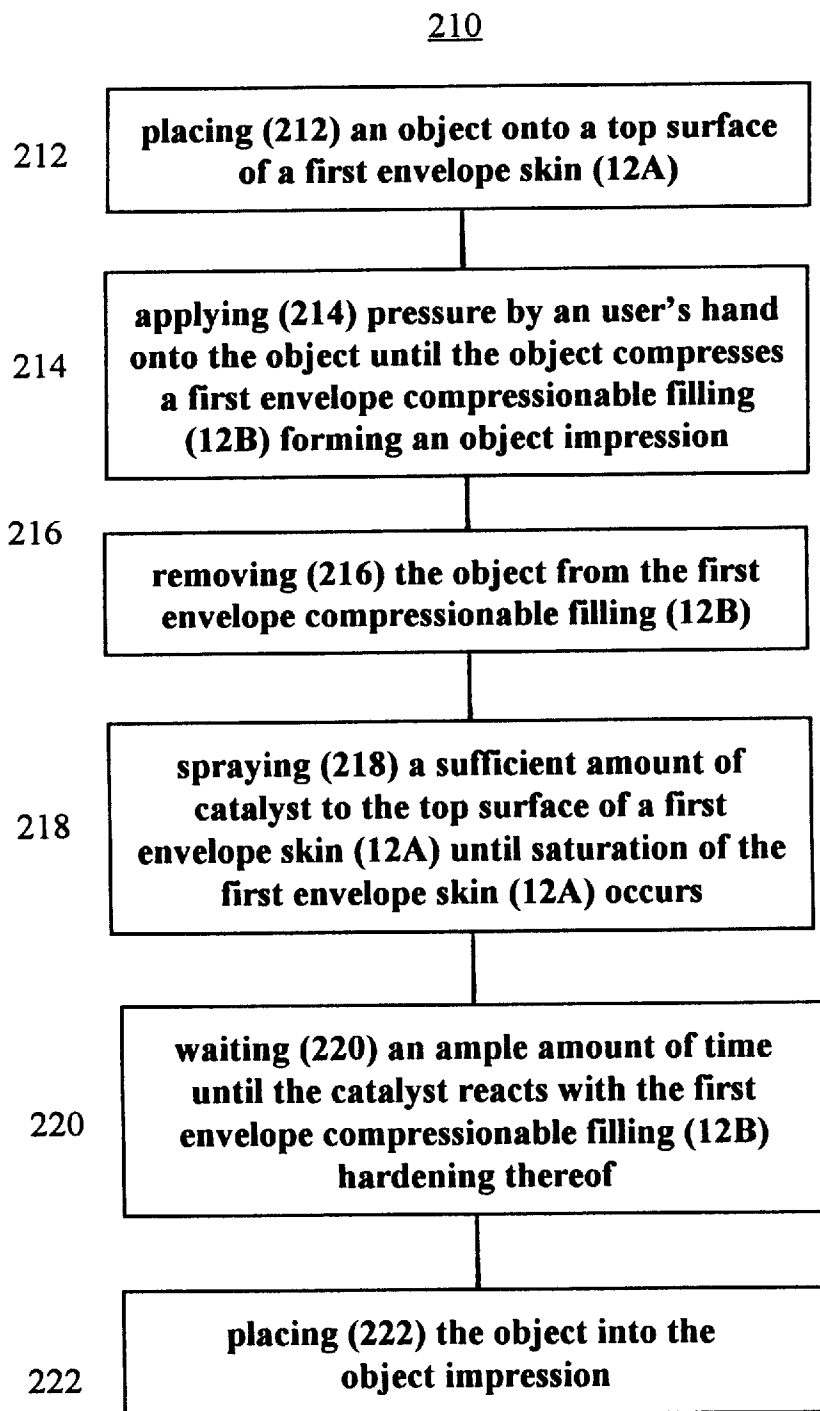 210
212
placing (212) an object onto a top surface
of a first envelope skin (12A)
214
applying (214) pressure by an user's hand
onto the object until the object compresses
a first envelope compressionable filling
(12B) forming an object impression
216
removing (216) the object from the first
envelope compressionable filling (12B)
218
spraying (218) a sufficient amount of
catalyst to the top surface of a first
envelope skin (12A) until saturation of the
first envelope skin (12A) occurs
220
waiting (220) an ample amount of time
until the catalyst reacts with the first
envelope compressionable filling (12B)
hardening thereof
222
placing (222) the object into the
object impression